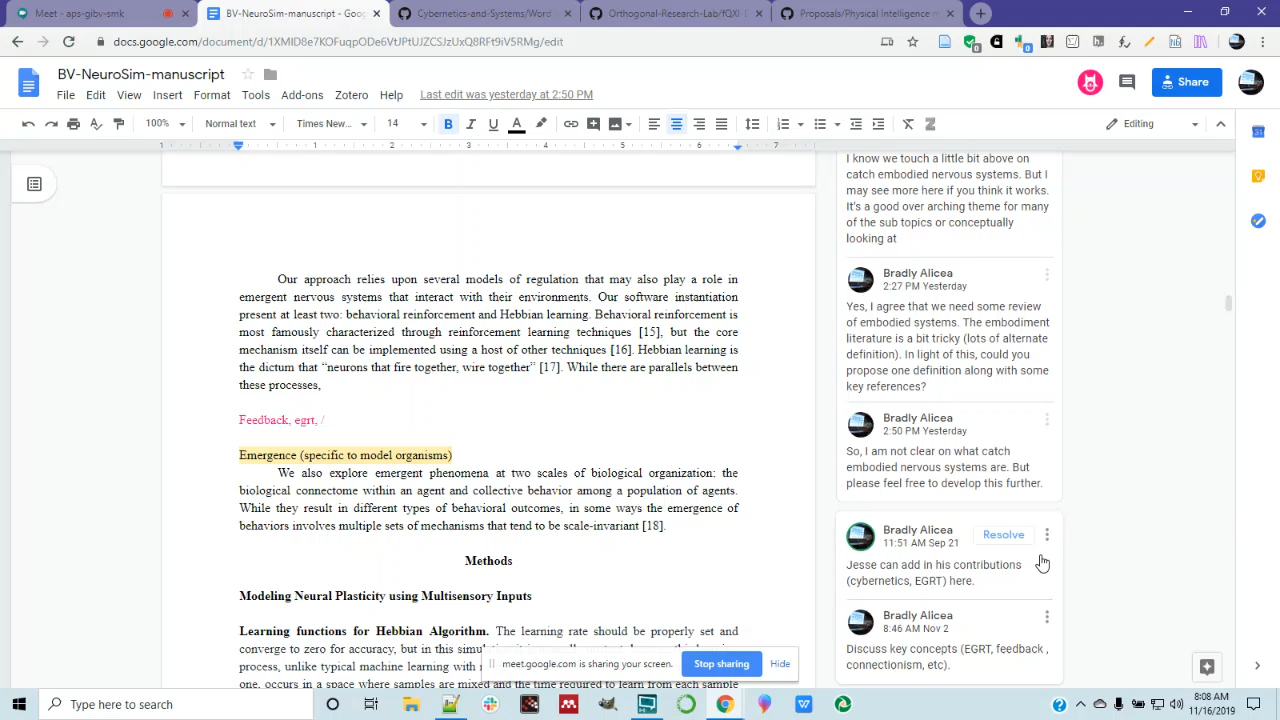 Meet - aps-gibv-smk
BV-NeuroSim-manuscript - Goo
Cybernetics-and-Systems/Word
Orthogonal-Research-Lab/fQXI
Proposals/Physical Intelligence m
docs.google.com/document/d/1XMID8e7KOFuqpODe6VtJPtUJZCSJzUxQ8RFt9iV5RMg/edit
BV-NeuroSim-manuscript
File Edit View Insert Format Tools Add-ons Zotero Help Last edit was yesterday at 2:50 PM
Share
100% Normal text Times New... 14 B I U A Editing
1 1 2 3 4 5 6 7
Our approach relies upon several models of regulation that may also play a role in
emergent nervous systems that interact with their environments. Our software instantiation
present at least two: behavioral reinforcement and Hebbian learning. Behavioral reinforcement is
most famously characterized through reinforcement learning techniques [15], but the core
mechanism itself can be implemented using a host of other techniques [16]. Hebbian learning is
the dictum that “neurons that fire together, wire together” [17]. While there are parallels between
these processes,
Feedback, egrt, /
Emergence (specific to model organisms)
We also explore emergent phenomena at two scales of biological organization: the
biological connectome within an agent and collective behavior among a population of agents.
While they result in different types of behavioral outcomes, in some ways the emergence of
behaviors involves multiple sets of mechanisms that tend to be scale-invariant [18].
Methods
Modeling Neural Plasticity using Multisensory Inputs
Learning functions for Hebbian Algorithm. The learning rate should be properly set and
converge to zero for accuracy, but in this simu
process, unlike typical machine learning with
one, occurs in a space where samples are mixed and the time required to learn from each sample
I know we touch a little bit above on
catch embodied nervous systems. But I
may see more here if you think it works.
It's a good over arching theme for many
of the sub topics or conceptually
looking at
Bradly Alicea
2:27 PM Yesterday
Yes, I agree that we need some review
of embodied systems. The embodiment
literature is a bit tricky (lots of alternate
definition). In light of this, could you
propose one definition along with some
key references?
Bradly Alicea
2:50 PM Yesterday
So, I am not clear on what catch
embodied nervous systems are. But
please feel free to develop this further.
Bradly Alicea
11:51 AM Sep 21
Resolve
Jesse can add in his contributions
(cybernetics, EGRT) here.
Bradly Alicea
8:46 AM Nov 2
Discuss key concepts (EGRT, feedback ,
connectionism, etc).
meet.google.com is sharing your screen. Stop sharing Hide
Type here to search
8:08 AM
11/16/2019